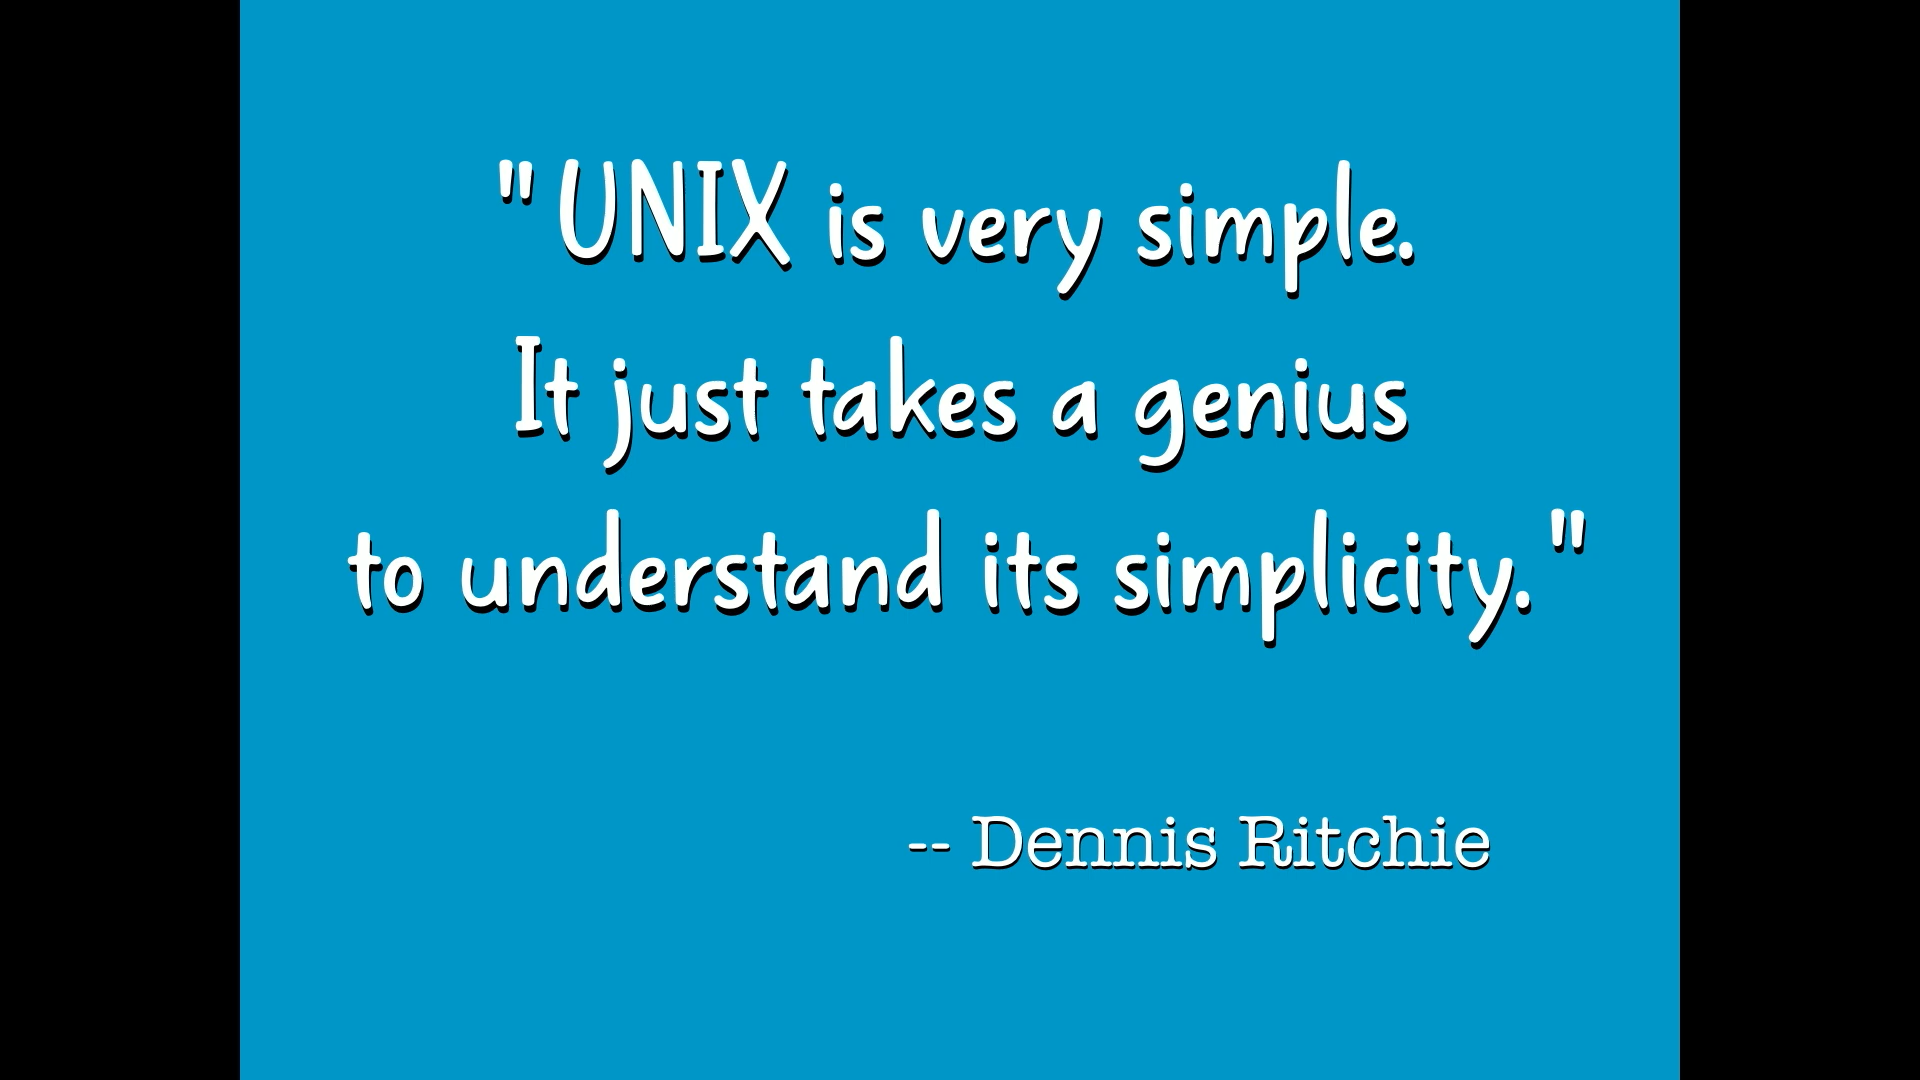 "UNIX is very simple.
It just takes a genius
to understand its simplicity."
-- Dennis Ritchie